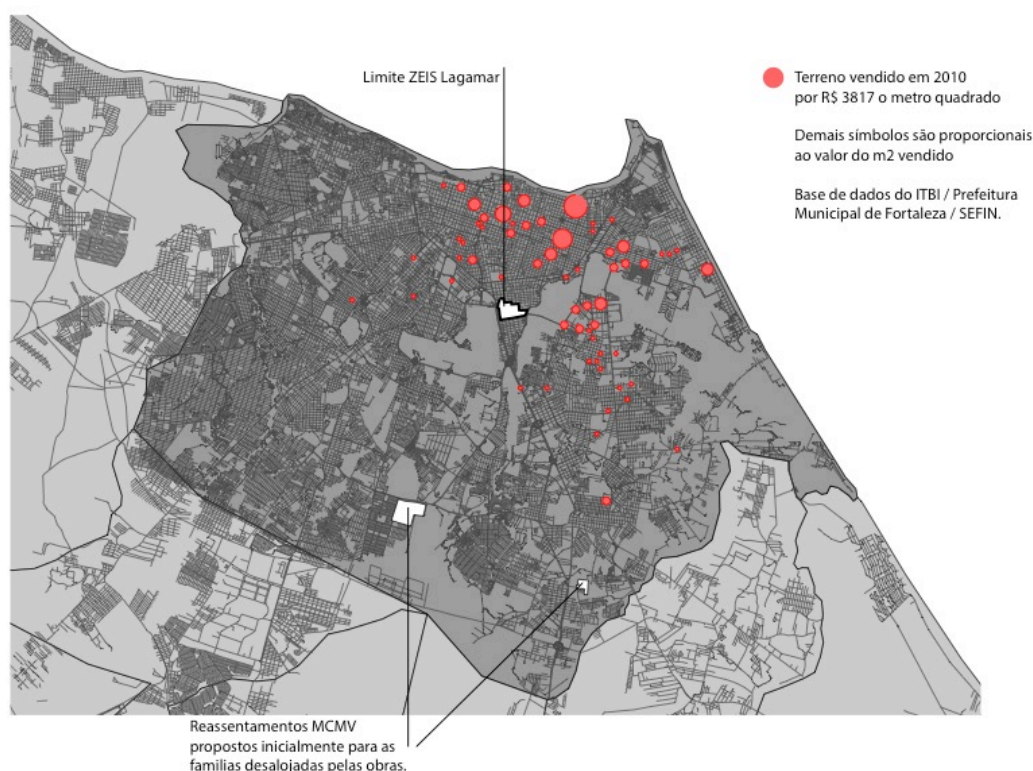 Limite ZEIS Lagamar
Terreno vendido em 2010
por R$ 3817 o metro quadrado
Demais símbolos são proporcionais
ao valor do m2 vendido
Base de dados do ITBI / Prefeitura
Municipal de Fortaleza / SEFIN.
Reassentamentos MCMV
propostos inicialmente para as
famílias desalojadas pelas obras.